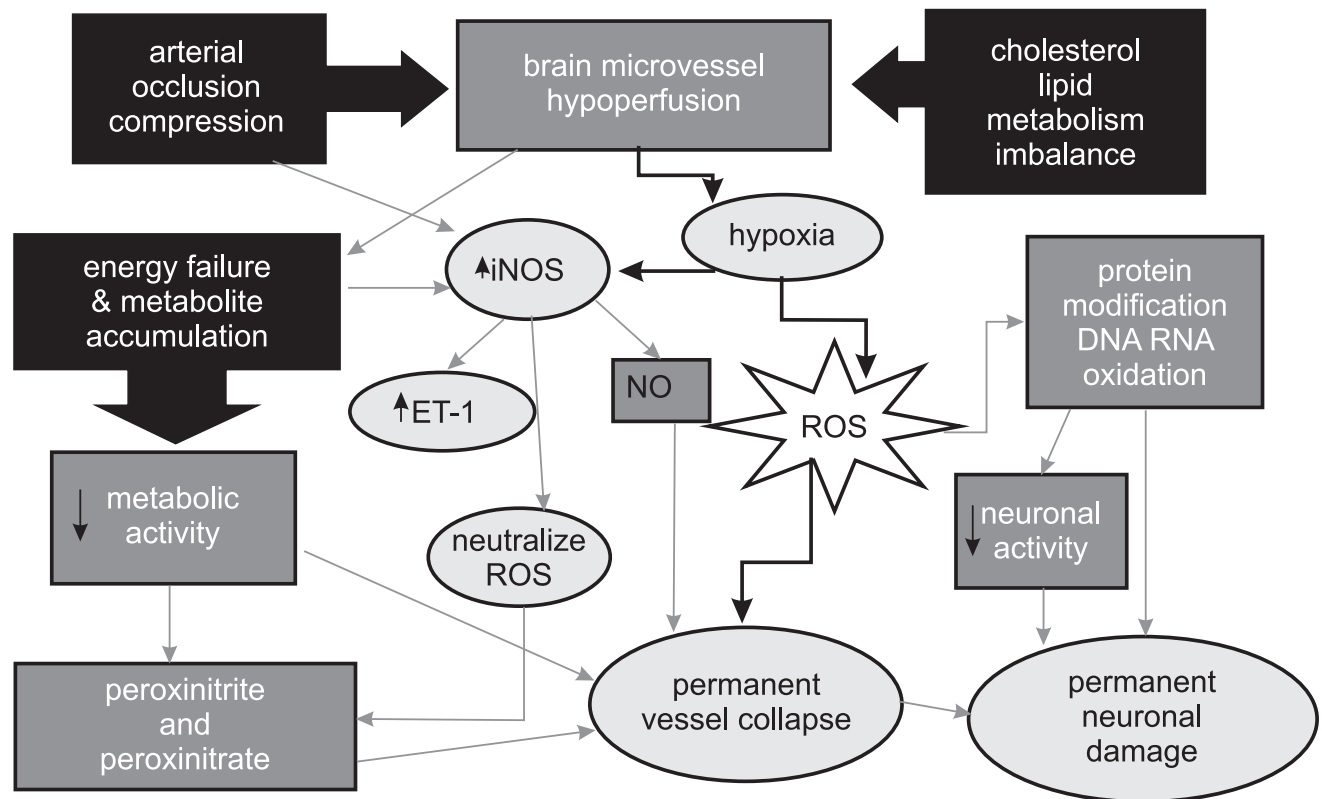 arterial
occlusion
compression
brain microvessel
hypoperfusion
cholesterol
lipid
metabolism
imbalance
hypoxia
energy failure
& metabolite
accumulation
iNOS
protein
modification
DNA RNA
oxidation
ET-1
NO
ROS
metabolic
activity
neutralize
ROS
neuronal
activity
peroxinitrite
and
peroxinitrate
permanent
vessel collapse
permanent
neuronal
damage